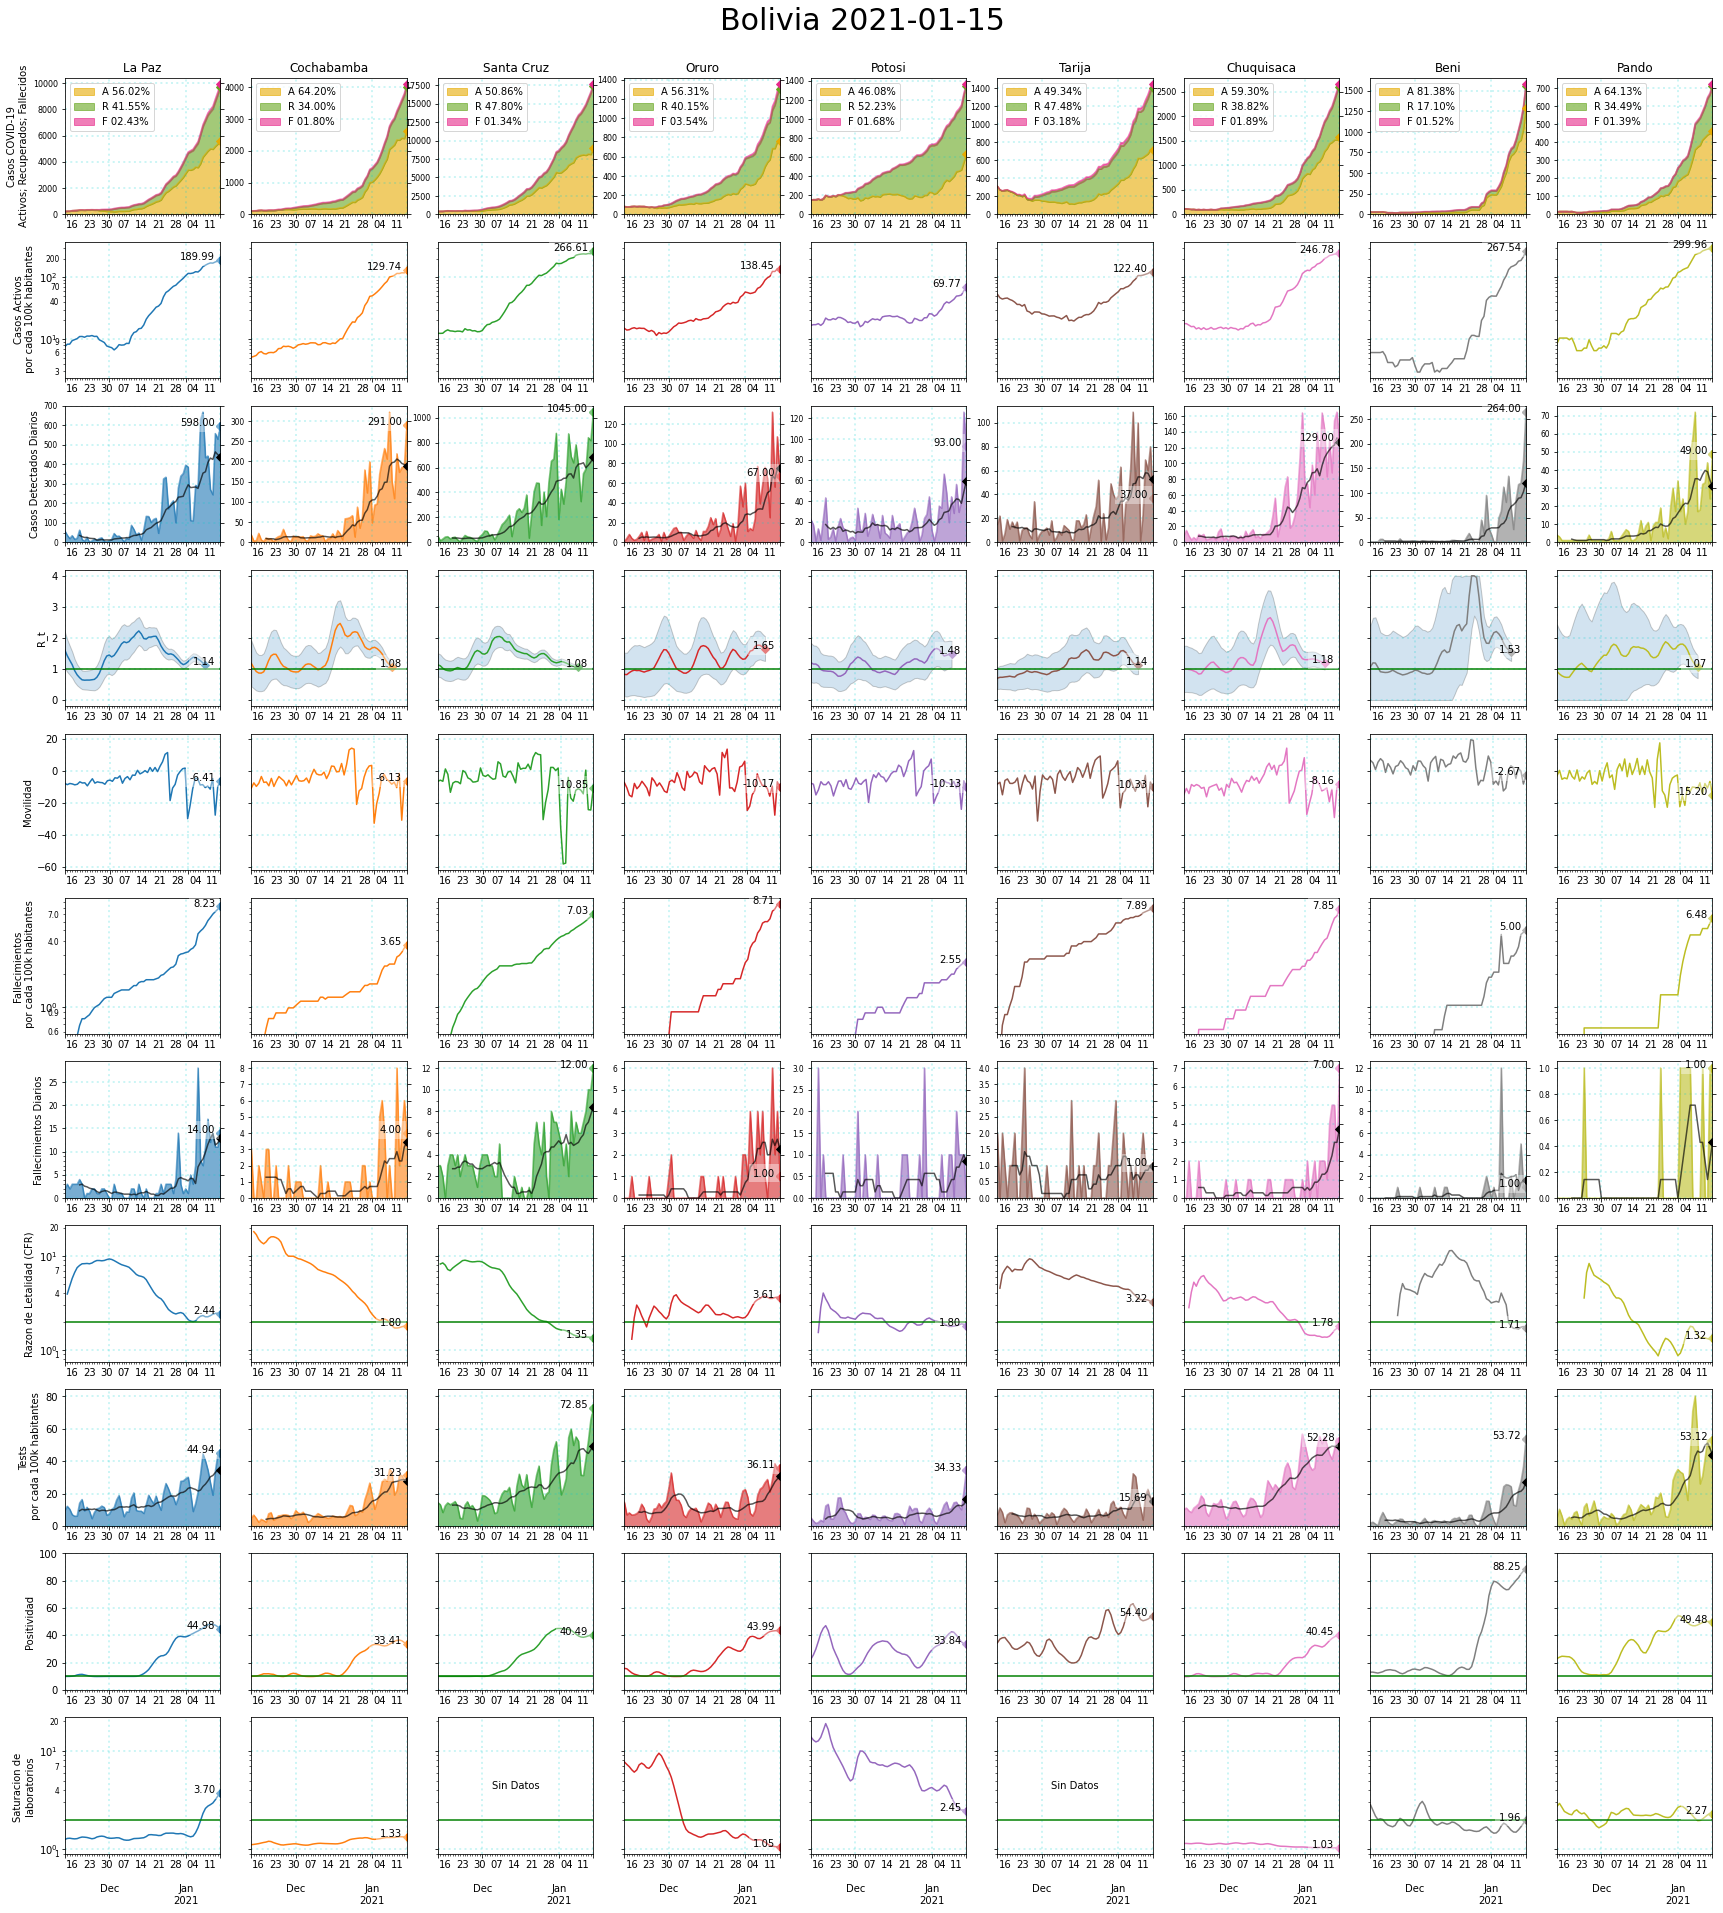 Bolivia 2021-01-15
La Paz
Cochabamba
Santa Cruz
Oruro
Potosi
Tarija
Chuquisaca
Beni
Pando
Casos COVID-19
Activos; Recuperados; Fallecidos
A 56.02%
R 41.55%
F 02.43%
A 64.20%
R 34.00%
F 01.80%
A 50.86%
R 47.80%
F 01.34%
A 56.31%
R 40.15%
F 03.54%
A 46.08%
R 52.23%
F 01.68%
A 49.34%
R 47.48%
F 03.18%
A 59.30%
R 38.82%
F 01.89%
A 81.38%
R 17.10%
F 01.52%
A 64.13%
R 34.49%
F 01.39%
Casos Activos
por cada 100k habitantes
189.99
129.74
266.61
138.45
69.77
122.40
246.78
267.54
299.96
Casos Detectados Diarios
598.00
291.00
1045.00
67.00
93.00
37.00
129.00
264.00
49.00
R_t
1.14
1.08
1.08
1.65
1.48
1.14
1.18
1.53
1.07
Movilidad
-6.41
-6.13
-10.85
-10.17
-10.13
-10.33
-8.16
-2.67
-15.20
Fallecimientos
por cada 100k habitantes
8.23
3.65
7.03
8.71
2.55
7.89
7.85
5.00
6.48
Fallecimientos Diarios
14.00
4.00
12.00
1.00
1.00
7.00
1.00
1.00
Razon de Letalidad (CFR)
2.44
1.80
1.35
3.61
1.80
3.22
1.78
1.71
1.32
Tests
por cada 100k habitantes
44.94
31.23
72.85
36.11
34.33
15.69
52.28
53.72
53.12
Positividad
44.98
33.41
40.49
43.99
33.84
54.40
40.45
88.25
49.48
Saturacion de
laboratorios
3.70
1.33
Sin Datos
1.05
2.45
Sin Datos
1.03
1.96
2.27
16 23 30 07 14 21 28 04 11
Dec Jan
2021